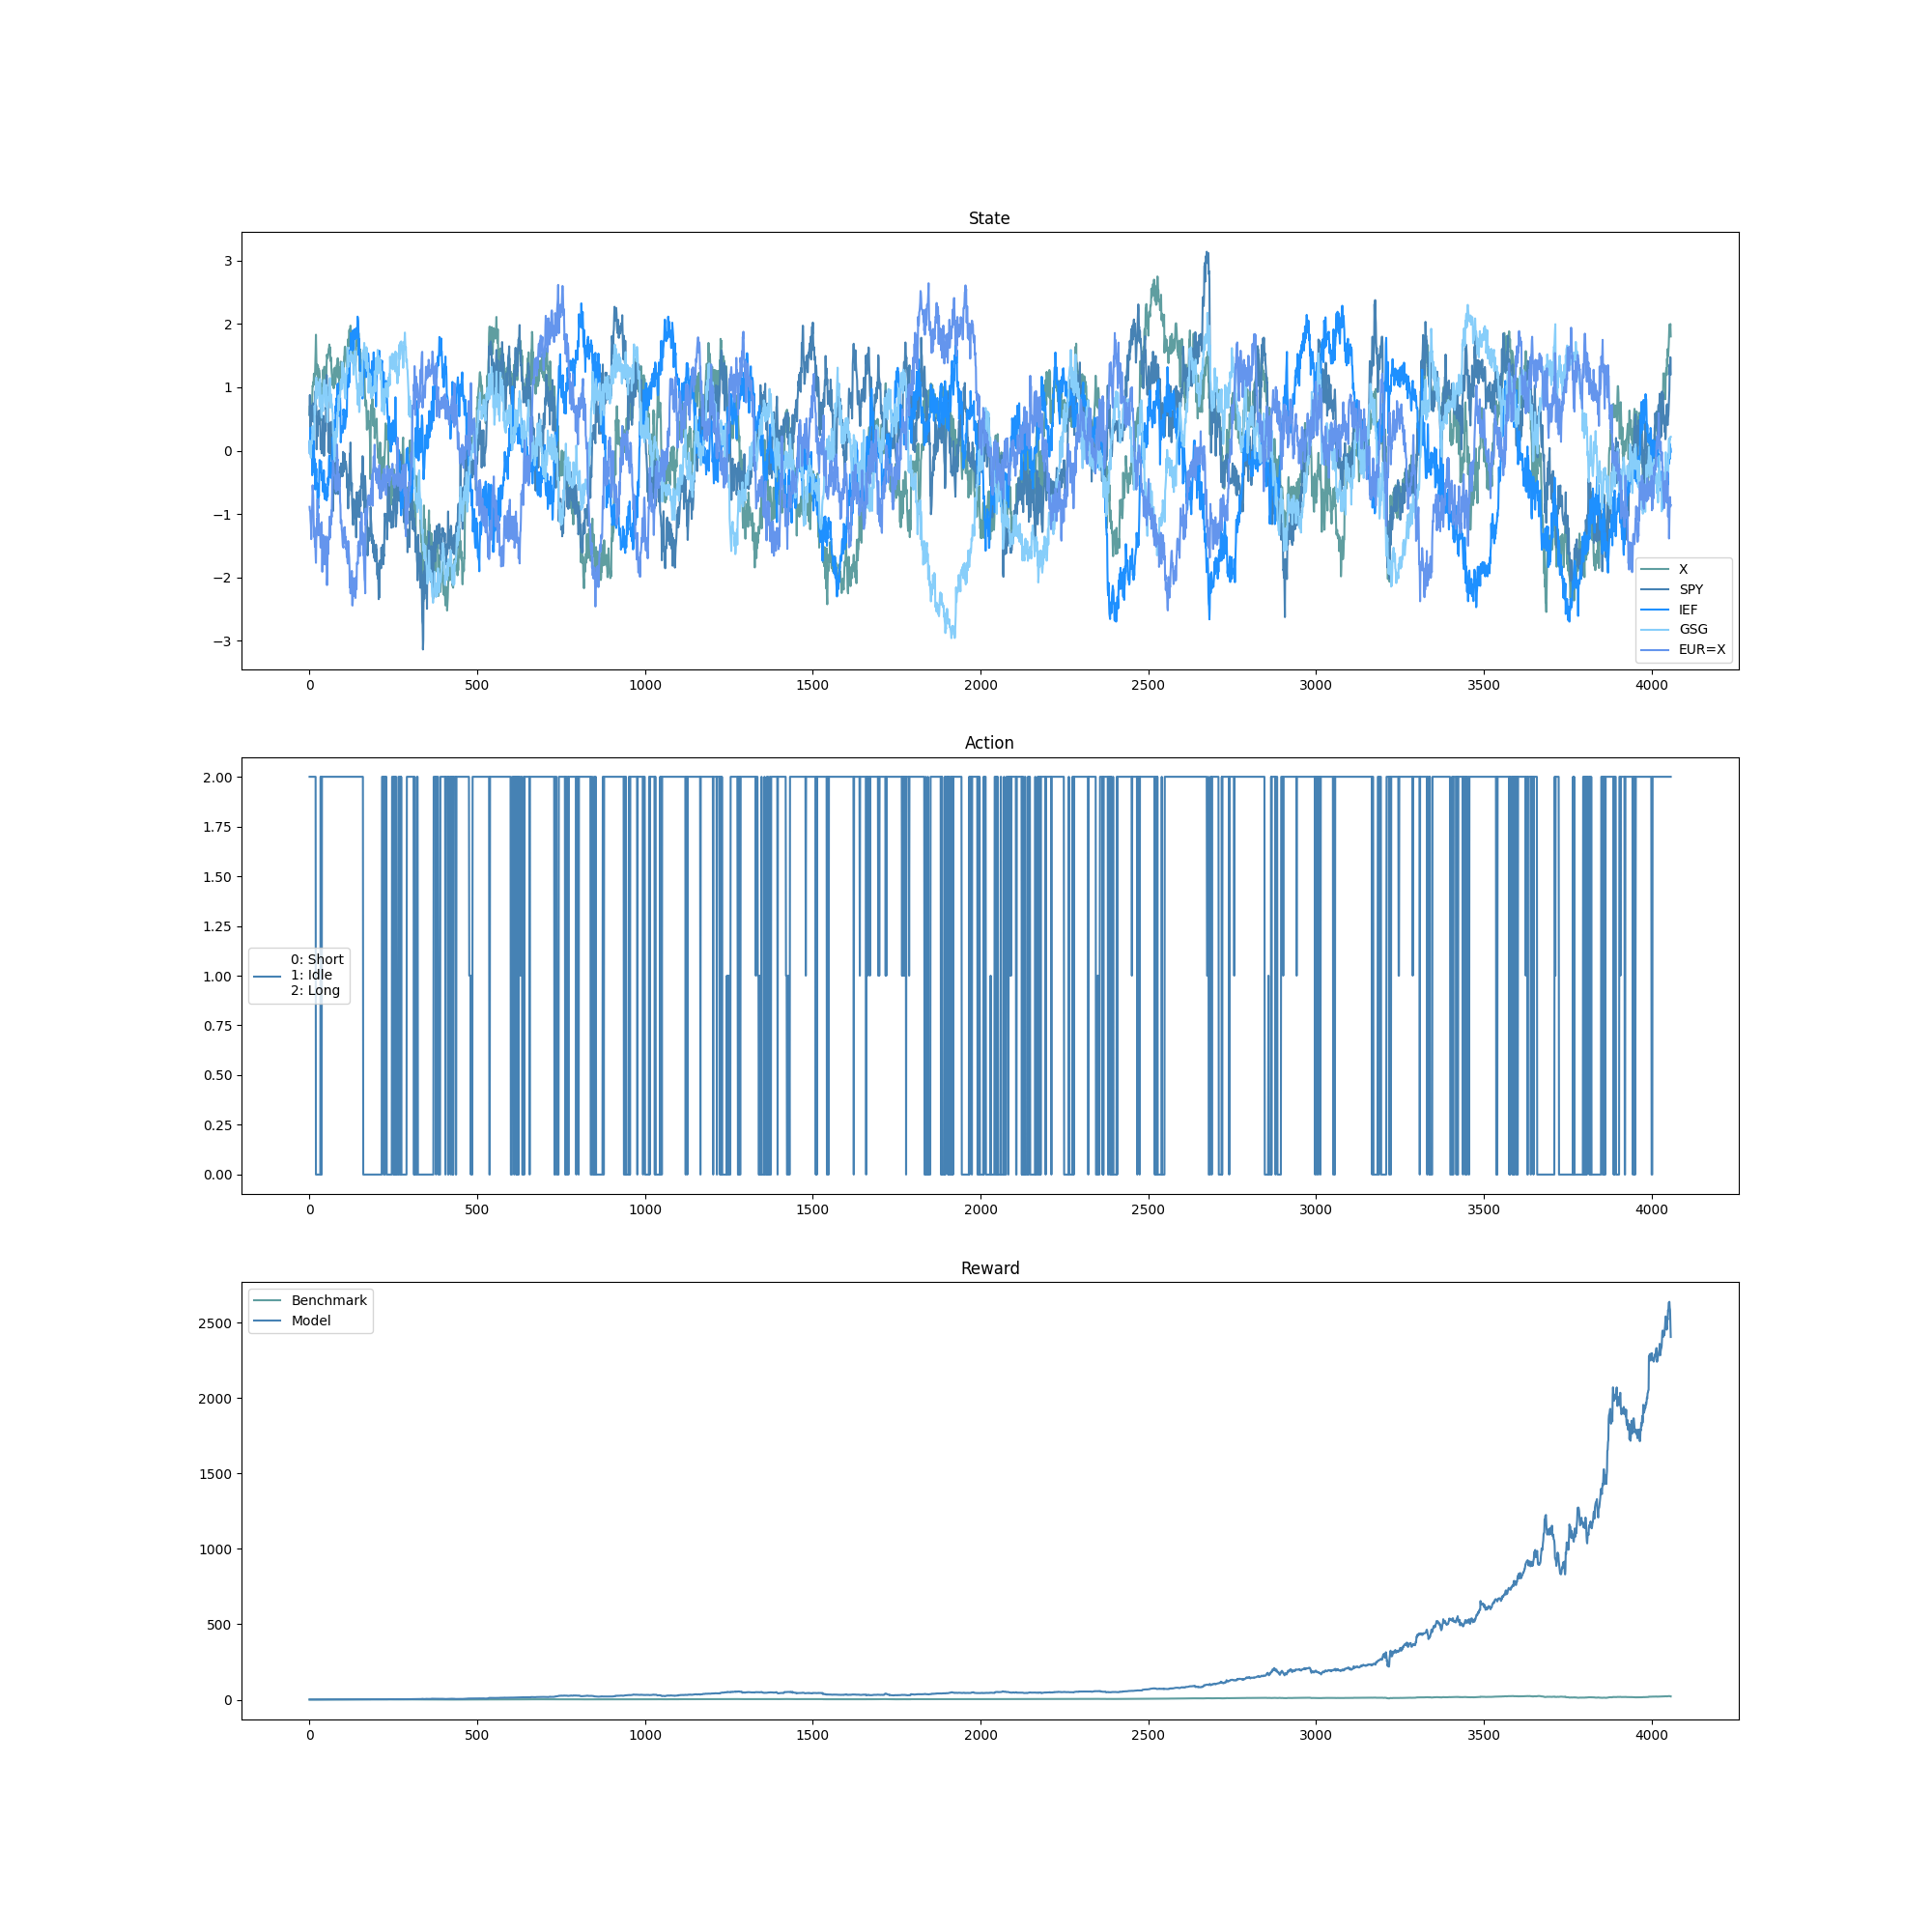 State
3
2
1
0
−1
−2
−3
X
SPY
IEF
GSG
EUR=X
0 500 1000 1500 2000 2500 3000 3500 4000
Action
2.00
1.75
1.50
1.25
1.00
0.75
0.50
0.25
0.00
0: Short
1: Idle
2: Long
0 500 1000 1500 2000 2500 3000 3500 4000
Reward
Benchmark
Model
2500
2000
1500
1000
500
0
0 500 1000 1500 2000 2500 3000 3500 4000